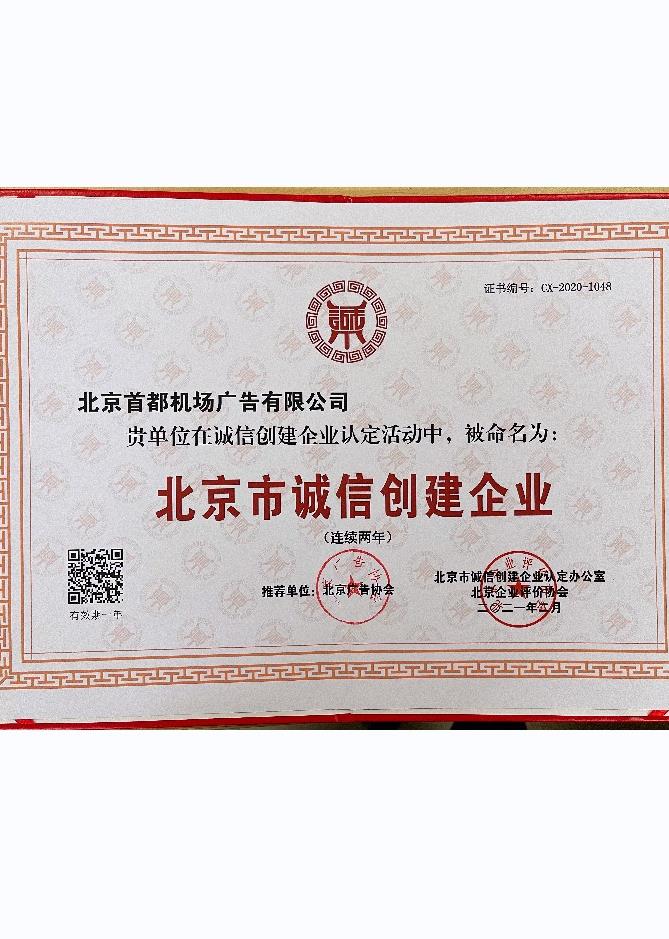 诚
证书编号：CX-2020-1048
北京首都机场广告有限公司
贵单位在诚信创建企业认定活动中，被命名为：
北京市诚信创建企业
（连续两年）
推荐单位：北京广告协会
北京市诚信创建企业认定办公室
北京企业评价协会
二〇二一年 月
有效期一年